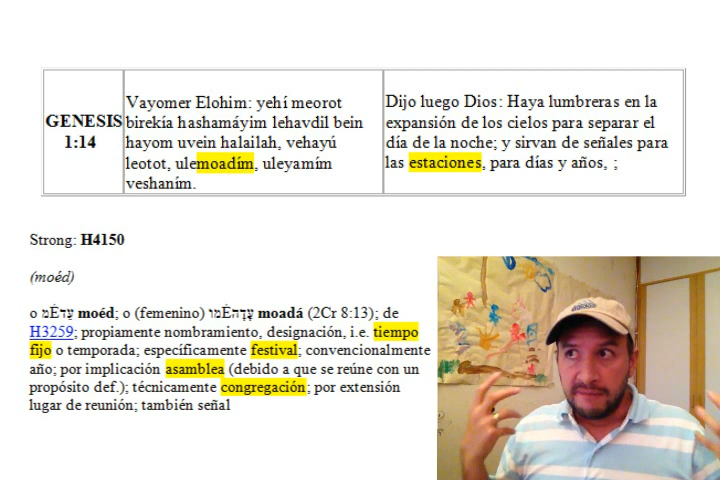 GENESIS
1:14
Vayomer Elohim: yehí meorot
birekía hashamáyim lehavdil bein
hayom uvein halailah, vehayú
leotot, ulemoadím, uleyamím
veshaním.
Dijo luego Dios: Haya lumbreras en la
expansión de los cielos para separar el
día de la noche; y sirvan de señales para
las estaciones, para días y años, ;
Strong: H4150
(moéd)
o מֹעֵד moéd; o (femenino) מוֹעָדָה moadá (2Cr 8:13); de
H3259; propiamente nombramiento, designación, i.e. tiempo
fijo o temporada; específicamente festival; convencionalmente
año; por implicación asamblea (debido a que se reúne con un
propósito def.); técnicamente congregación; por extensión
lugar de reunión; también señal